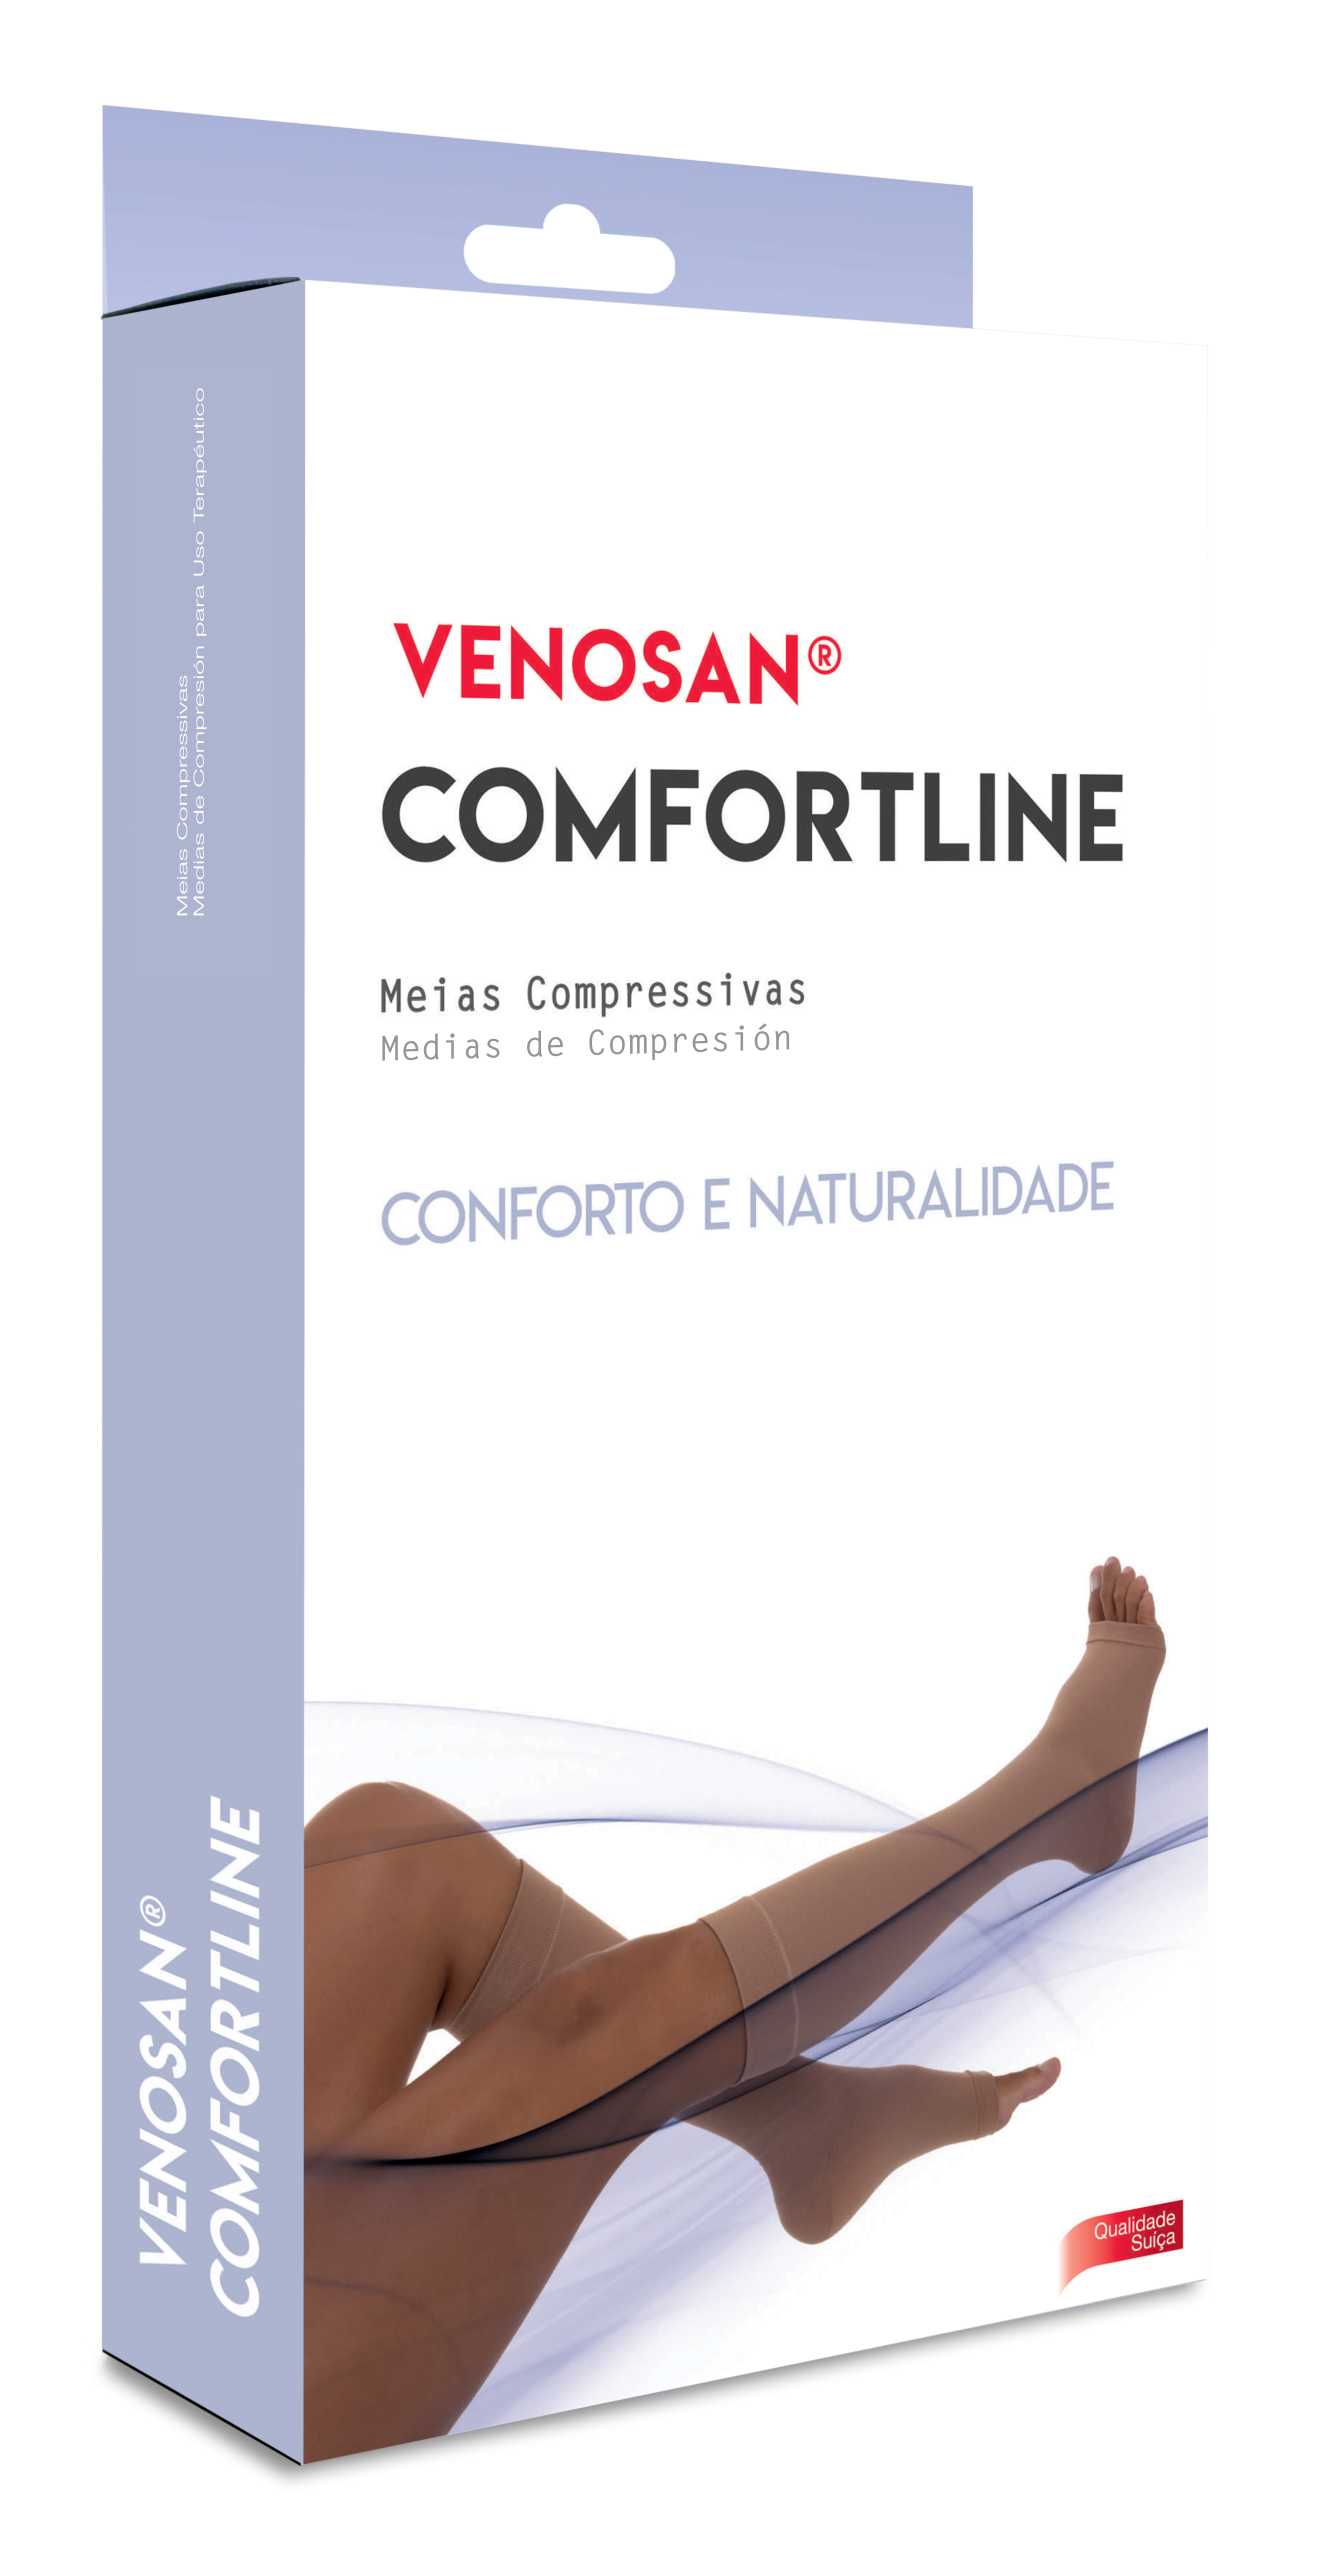 VENOSAN®
COMFORTLINE
Meias Compressivas
Medias de Compresión
CONFORTO E NATURALIDADE
Qualidade
Suíça
Meias Compressivas
Medias de Compresión para Uso Terapéutico
VENOSAN®
COMFORTLINE